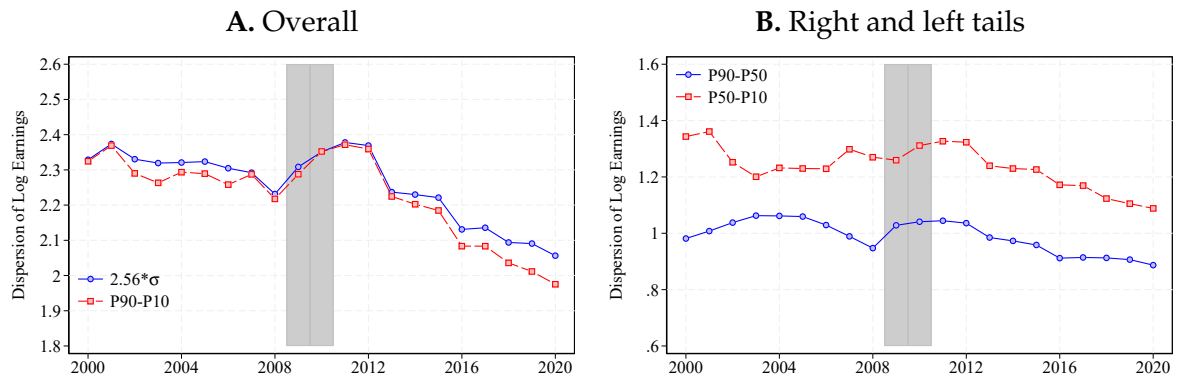 A. Overall
Dispersion of Log Earnings
2.6
2.5
2.4
2.3
2.2
2.1
2
1.9
1.8
2.56*σ
P90-P10
2000 2004 2008 2012 2016 2020
B. Right and left tails
Dispersion of Log Earnings
1.6
1.4
1.2
1
.8
.6
P90-P50
P50-P10
2000 2004 2008 2012 2016 2020